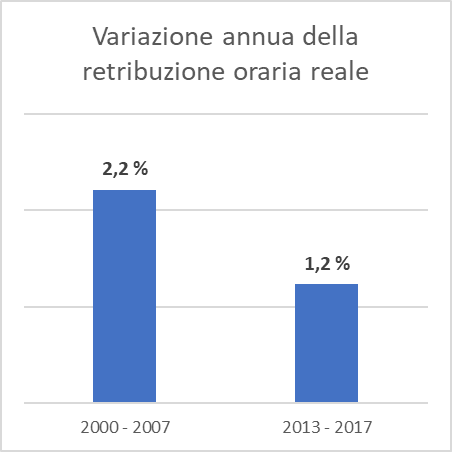 Variazione annua della
retribuzione oraria reale
2,2 %
1,2 %
2000 - 2007
2013 - 2017